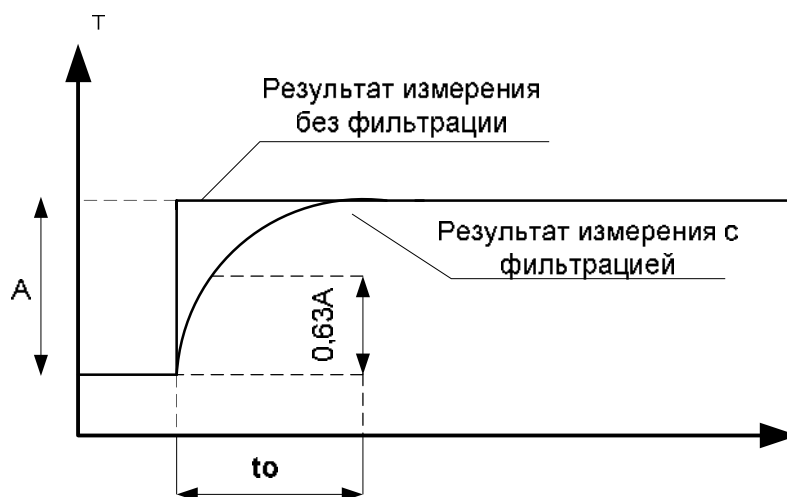 T
Результат измерения
без фильтрации
Результат измерения с
фильтрацией
A
0,63A
to